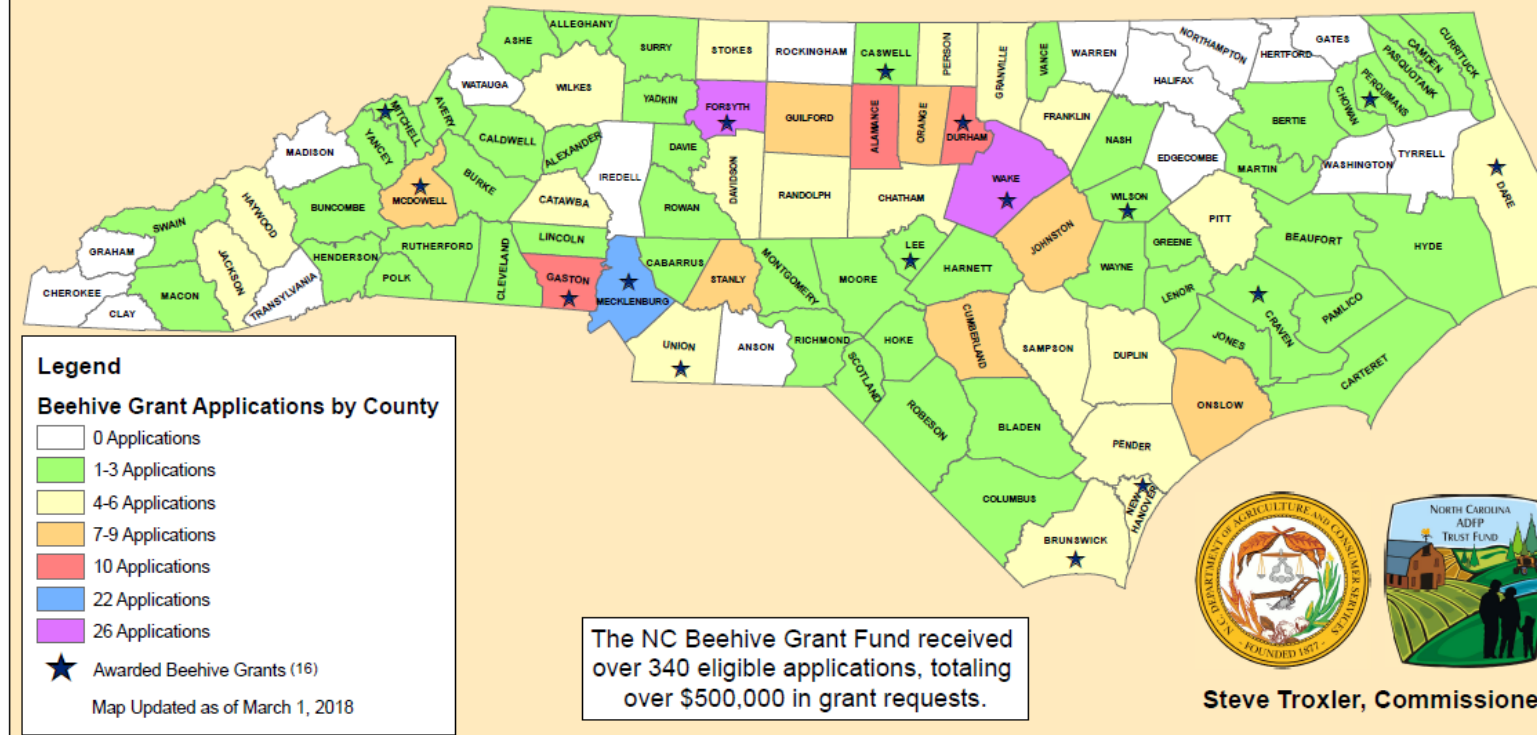 ALLEGHANY
ASHE
SURRY
STOKES
ROCKINGHAM
CASWELL
PERSON
GRANVILLE
VANCE
WARREN
NORTHAMPTON
HERTFORD
GATES
CAMDEN
CURRITUCK
PASQUOTANK
PERQUIMANS
CHOWAN
HALIFAX
WATAUGA
WILKES
YADKIN
FORSYTH
GUILFORD
ALAMANCE
ORANGE
DURHAM
FRANKLIN
NASH
BERTIE
MITCHELL
AVERY
YANCEY
MADISON
CALDWELL
ALEXANDER
DAVIE
IREDELL
DAVIDSON
RANDOLPH
CHATHAM
WAKE
EDGECOMBE
MARTIN
WASHINGTON
TYRRELL
DARE
BURKE
MCDOWELL
BUNCOMBE
HAYWOOD
SWAIN
CATAWBA
ROWAN
WILSON
PITT
GRAHAM
JACKSON
HENDERSON
RUTHERFORD
POLK
CLEVELAND
LINCOLN
GASTON
MECKLENBURG
CABARRUS
STANLY
MONTGOMERY
MOORE
LEE
HARNETT
JOHNSTON
WAYNE
GREENE
BEAUFORT
HYDE
CHEROKEE
CLAY
MACON
TRANSYLVANIA
LENOIR
CRAVEN
PAMLICO
JONES
CARTERET
UNION
ANSON
RICHMOND
SCOTLAND
HOKE
CUMBERLAND
SAMPSON
DUPLIN
ONSLOW
ROBESON
BLADEN
PENDER
COLUMBUS
NEW
HANOVER
BRUNSWICK
Legend
Beehive Grant Applications by County
0 Applications
1-3 Applications
4-6 Applications
7-9 Applications
10 Applications
22 Applications
26 Applications
Awarded Beehive Grants (16)
Map Updated as of March 1, 2018
The NC Beehive Grant Fund received
over 340 eligible applications, totaling
over $500,000 in grant requests.
N.C. DEPARTMENT OF AGRICULTURE AND CONSUMER SERVICES
- FOUNDED 1877 -
NORTH CAROLINA
ADFP
TRUST FUND
Steve Troxler, Commissione